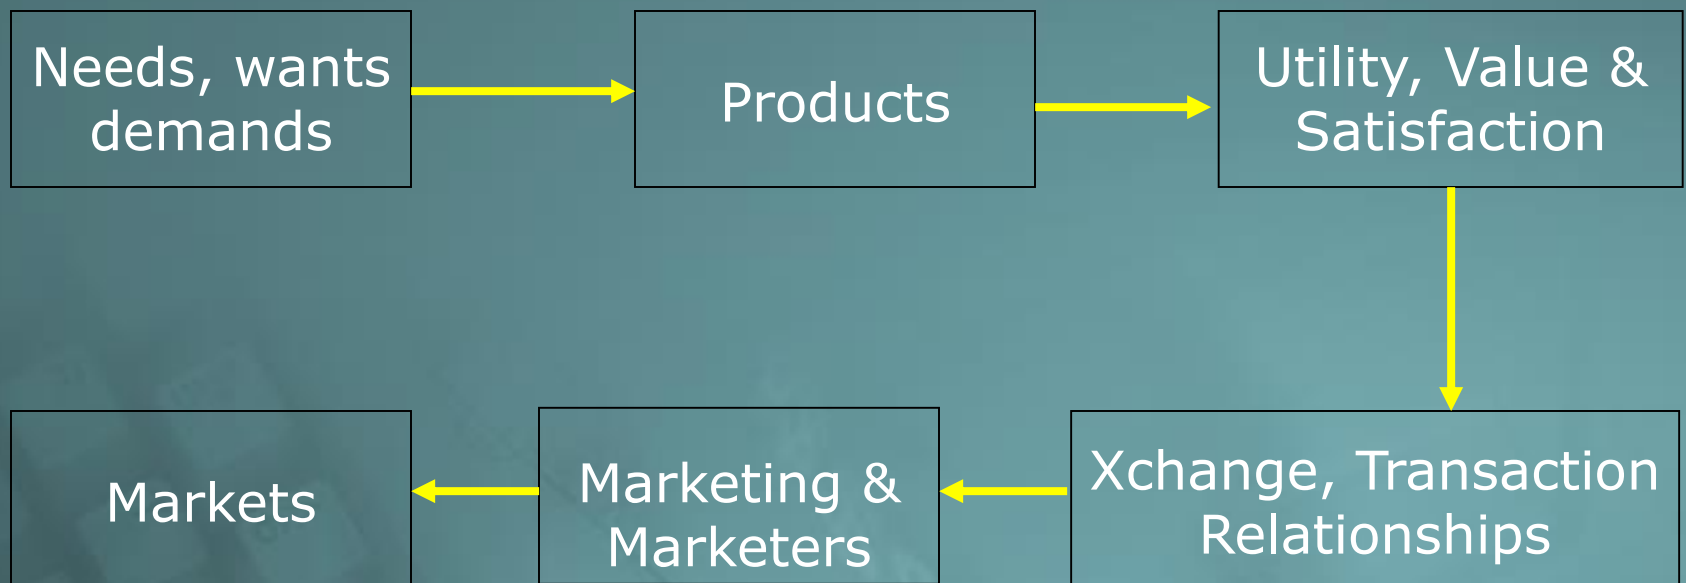 Needs, wants
demands
Products
Utility, Value &
Satisfaction
Xchange, Transaction
Relationships
Marketing &
Marketers
Markets